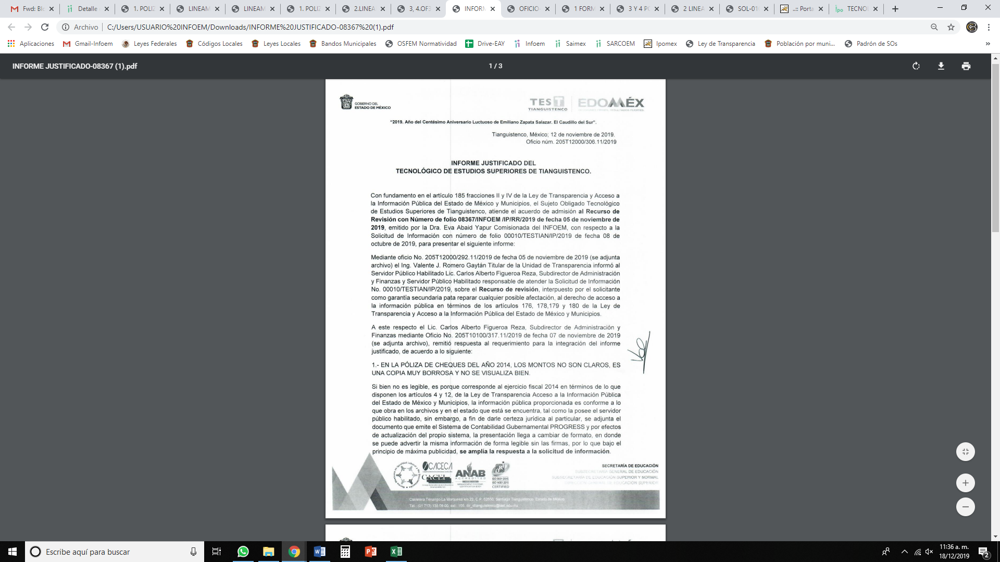 Fwd: Blo
Detalle
1. POLIZ
LINEAM
LINEAM
1. POLIZ
2.LINEA
3, 4.OF3
INFORM
OFICIO-
1 FORM
3 Y 4 PO
2 LINEA
SOL-010
..:: Porta
TECNOL
Archivo
C:/Users/USUARIO%20INFOEM/Downloads/INFORME%20JUSTIFICADO-08367%20(1).pdf
Aplicaciones
Gmail-Infoem
Leyes Federales
Códigos Locales
Leyes Locales
Bandos Municipales
OSFEM Normatividad
Drive-EAY
Infoem
Saimex
SARCOEM
Ipomex
Ley de Transparencia
Población por muni...
Padrón de SOs
»
INFORME JUSTIFICADO-08367 (1).pdf
1 / 3
GOBIERNO DEL
ESTADO DE MÉXICO
TEST
TIANGUISTENCO
EDOMÉX
"2019. Año del Centésimo Aniversario Luctuoso de Emiliano Zapata Salazar. El Caudillo del Sur".
Tianguistenco, México; 12 de noviembre de 2019.
Oficio núm. 205T12000/306.11/2019
INFORME JUSTIFICADO DEL
TECNOLÓGICO DE ESTUDIOS SUPERIORES DE TIANGUISTENCO.
Con fundamento en el artículo 185 fracciones II y IV de la Ley de Transparencia y Acceso a
la Información Pública del Estado de México y Municipios, el Sujeto Obligado Tecnológico
de Estudios Superiores de Tianguistenco, atiende el acuerdo de admisión al Recurso de
Revisión con Número de folio 08367/INFOEM /IP/RR/2019 de fecha 05 de noviembre de
2019, emitido por la Dra. Eva Abaid Yapur Comisionada del INFOEM, con respecto a la
Solicitud de Información con número de folio 00010/TESTIAN/IP/2019 de fecha 08 de
octubre de 2019, para presentar el siguiente informe:
Mediante oficio No. 205T12000/292.11/2019 de fecha 05 de noviembre de 2019 (se adjunta
archivo) el Ing. Valente J. Romero Gaytán Titular de la Unidad de Transparencia informó al
Servidor Público Habilitado Lic. Carlos Alberto Figueroa Reza, Subdirector de Administración
y Finanzas y Servidor Público Habilitado responsable de atender la Solicitud de Información
No. 00010/TESTIAN/IP/2019, sobre el Recurso de revisión, interpuesto por el solicitante
como garantía secundaria pata reparar cualquier posible afectación, al derecho de acceso a
la información pública en términos de los artículos 176, 178,179 y 180 de la Ley de
Transparencia y Acceso a la Información Pública del Estado de México y Municipios.
A este respecto el Lic. Carlos Alberto Figueroa Reza, Subdirector de Administración y
Finanzas mediante Oficio No. 205T10100/317.11/2019 de fecha 07 de noviembre de 2019
(se adjunta archivo), remitió respuesta al requerimiento para la integración del informe
justificado, de acuerdo a lo siguiente:
1.- EN LA PÓLIZA DE CHEQUES DEL AÑO 2014, LOS MONTOS NO SON CLAROS, ES
UNA COPIA MUY BORROSA Y NO SE VISUALIZA BIEN.
Si bien no es legible, es porque corresponde al ejercicio fiscal 2014 en términos de lo que
disponen los artículos 4 y 12, de la Ley de Transparencia Acceso a la Información Pública
del Estado de México y Municipios, la información pública proporcionada es conforme a lo
que obra en los archivos y en el estado que está se encuentra, tal como la posee el servidor
público habilitado, sin embargo, a fin de darle certeza jurídica al particular, se adjunta el
documento que emite el Sistema de Contabilidad Gubernamental PROGRESS y por efectos
de actualización del propio sistema, la presentación llega a cambiar de formato, en donde
se puede advertir la misma información de forma legible sin las firmas, por lo que bajo el
principio de máxima publicidad, se amplía la respuesta a la solicitud de información.
CACECA
CACEI
ANAB
ACCREDITED
ISO 9001:2015
ISO 14001:2015
CERTIFIED
SECRETARÍA DE EDUCACIÓN
SUBSECRETARÍA GENERAL DE EDUCACIÓN
SUBSECRETARÍA DE EDUCACIÓN SUPERIOR Y NORMAL
DIRECCIÓN GENERAL DE EDUCACIÓN SUPERIOR
Carretera Tenango-La Marquesa km 22, C.P. 52650, Santiago Tianguistenco, Estado de México
Escribe aquí para buscar
11:36 a. m.
18/12/2019
2